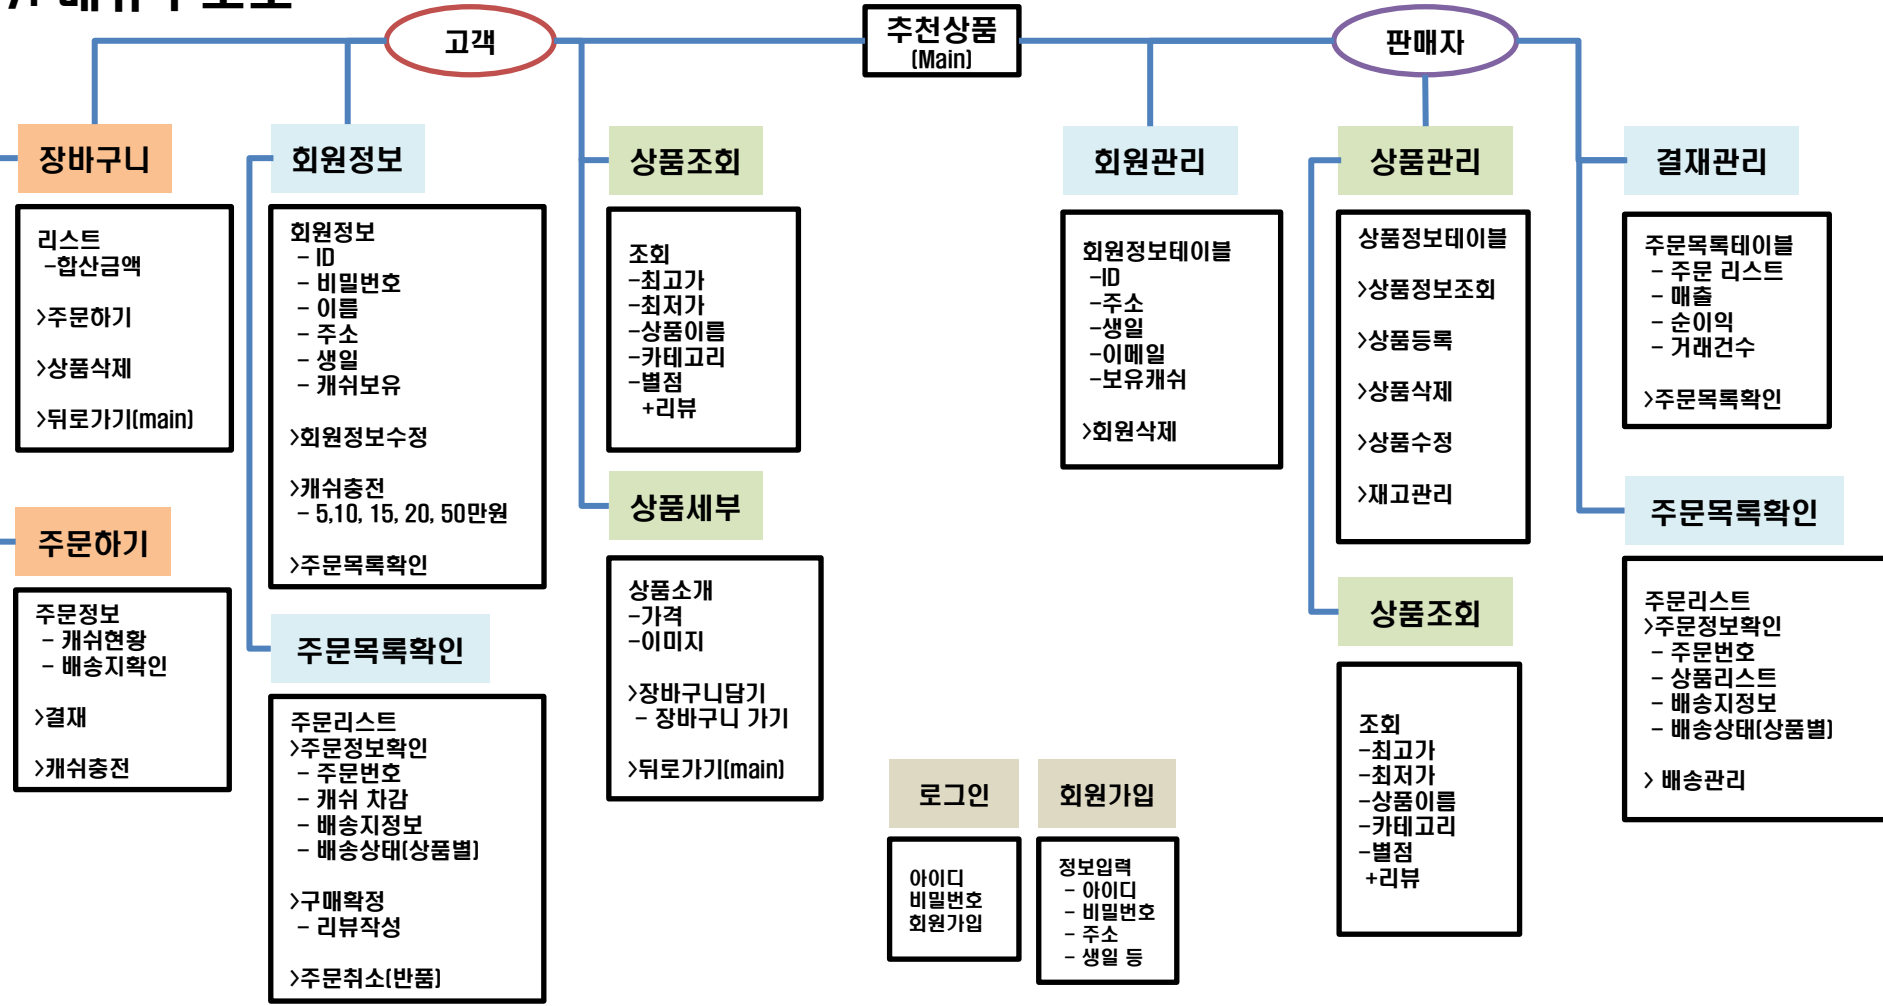 고객
추천상품
(Main)
판매자
장바구니
리스트
-합산금액
>주문하기
>상품삭제
>뒤로가기(main)
주문하기
주문정보
- 캐쉬현황
- 배송지확인
>결재
>캐쉬충전
회원정보
회원정보
- ID
- 비밀번호
- 이름
- 주소
- 생일
- 캐쉬보유
>회원정보수정
>캐쉬충전
- 5,10, 15, 20, 50만원
>주문목록확인
주문목록확인
주문리스트
>주문정보확인
- 주문번호
- 캐쉬 차감
- 배송지정보
- 배송상태(상품별)
>구매확정
- 리뷰작성
>주문취소(반품)
상품조회
조회
-최고가
-최저가
-상품이름
-카테고리
-별점
+리뷰
상품세부
상품소개
-가격
-이미지
>장바구니담기
- 장바구니 가기
>뒤로가기(main)
로그인
아이디
비밀번호
회원가입
회원가입
정보입력
- 아이디
- 비밀번호
- 주소
- 생일 등
회원관리
회원정보테이블
-ID
-주소
-생일
-이메일
-보유캐쉬
>회원삭제
상품관리
상품정보테이블
>상품정보조회
>상품등록
>상품삭제
>상품수정
>재고관리
상품조회
조회
-최고가
-최저가
-상품이름
-카테고리
-별점
+리뷰
결재관리
주문목록테이블
- 주문 리스트
- 매출
- 순이익
- 거래건수
>주문목록확인
주문목록확인
주문리스트
>주문정보확인
- 주문번호
- 상품리스트
- 배송지정보
- 배송상태(상품별)
> 배송관리